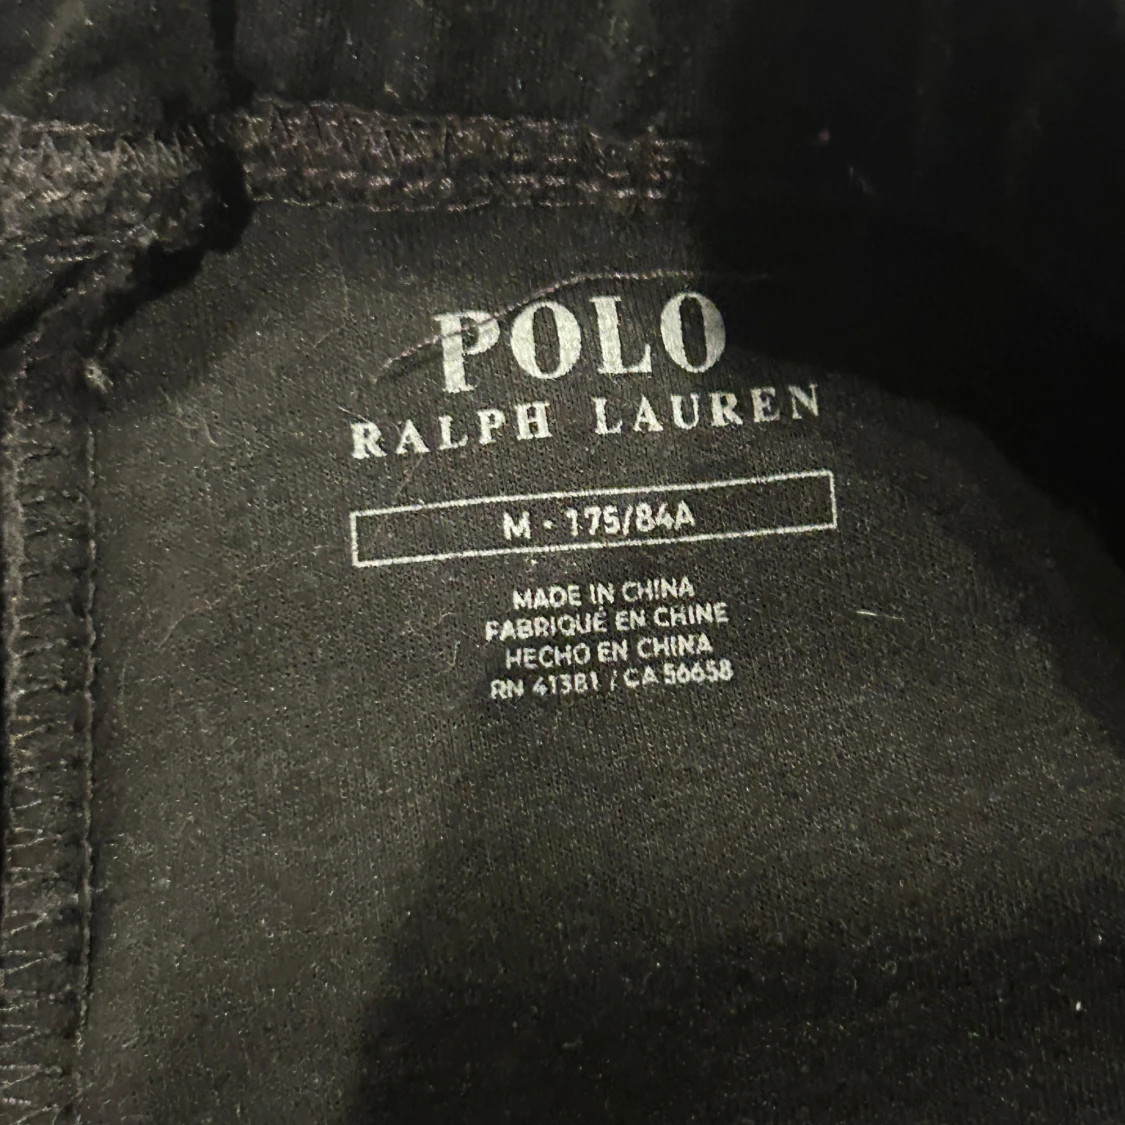 POLO
RALPH LAUREN
M - 175/84A
MADE IN CHINA
FABRIQUÉ EN CHINE
HECHO EN CHINA
RN 41381 / CA 56658